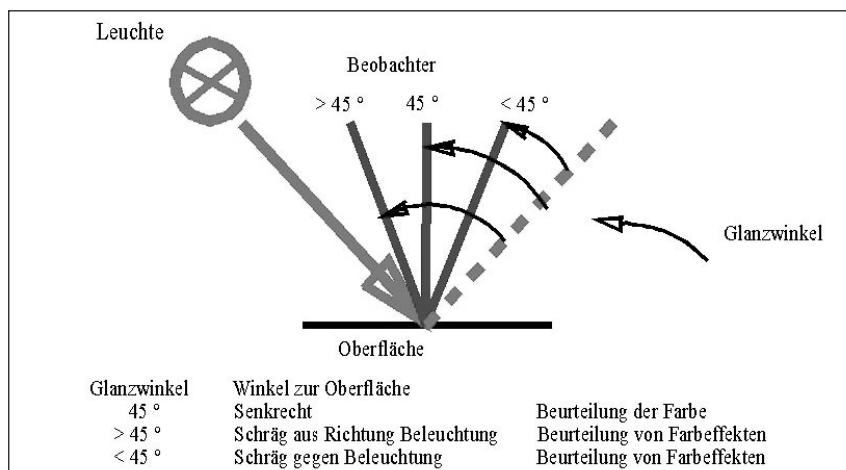 Leuchte
Beobachter
> 45 ° 45 ° < 45 °
Glanzwinkel
Oberfläche
Glanzwinkel Winkel zur Oberfläche
45 ° Senkrecht Beurteilung der Farbe
> 45 ° Schräg aus Richtung Beleuchtung Beurteilung von Farbeffekten
< 45 ° Schräg gegen Beleuchtung Beurteilung von Farbeffekten